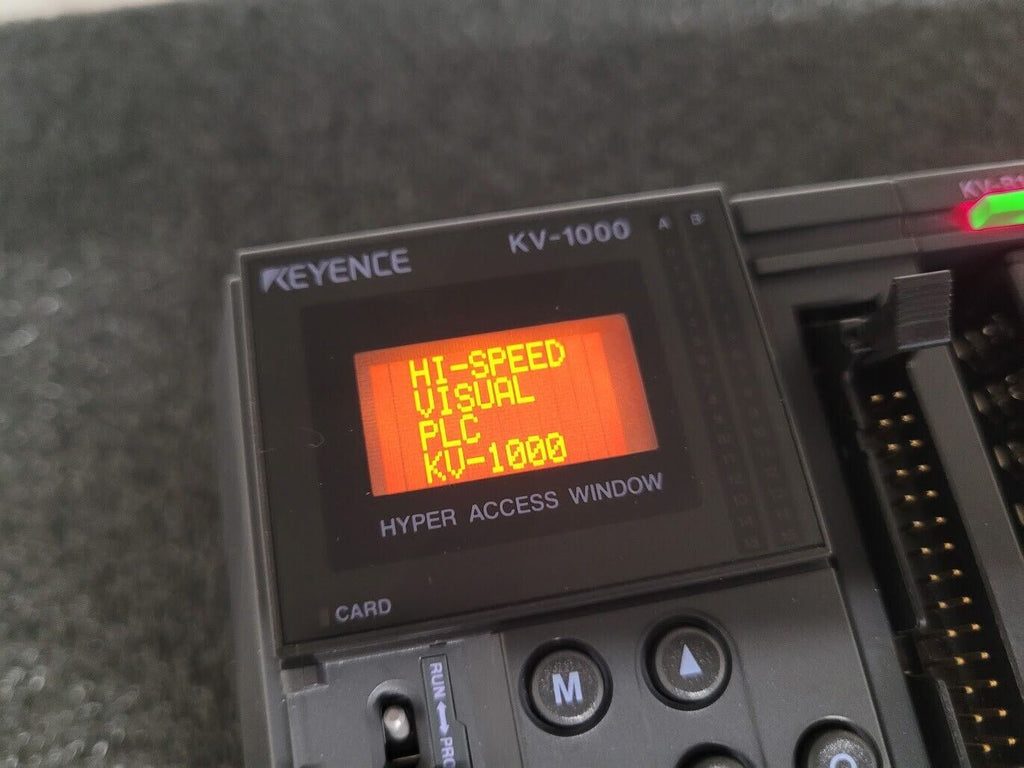 KEYENCE
KV-1000
A B
HI-SPEED
VISUAL
PLC
KV-1000
HYPER ACCESS WINDOW
CARD
M
RUN